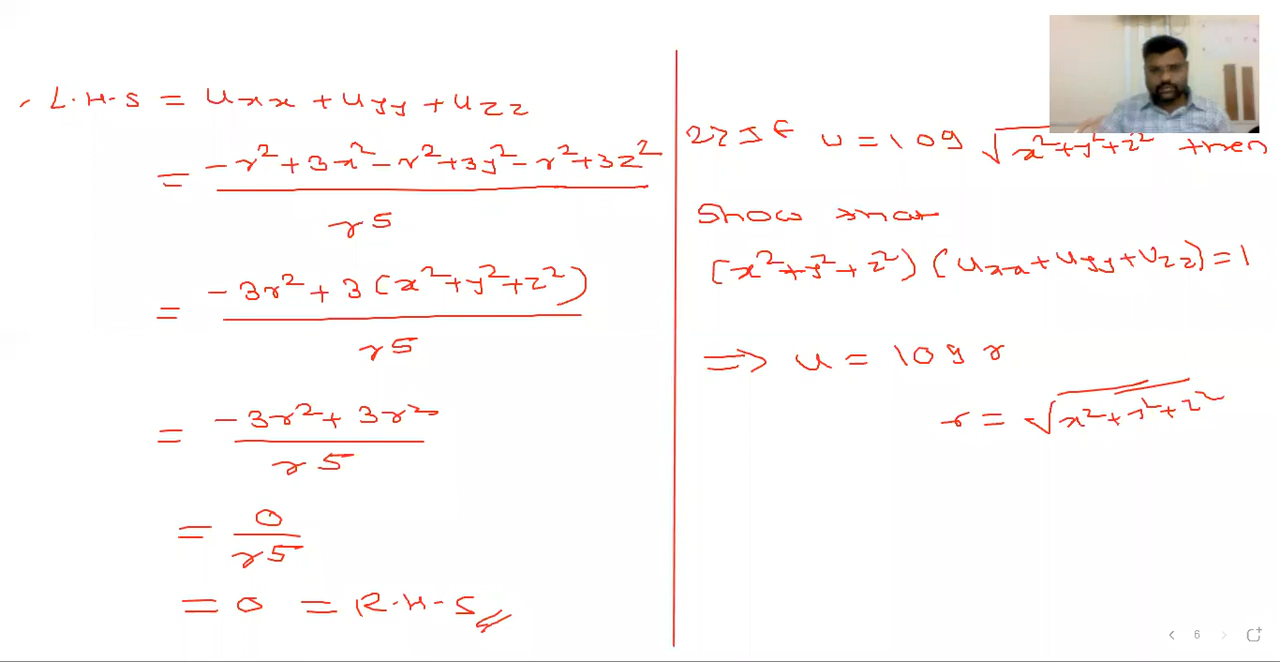 L.H.S = uxx + uyy + uzz
= -r² + 3x² - r² + 3y² - r² + 3z² / r5
= -3r² + 3(x² + y² + z²) / r5
= -3r² + 3r² / r5
= 0 / r5
= 0 = R.H.S
2} If u = log √x² + y² + z² then
Show that
(x² + y² + z²) (uxx + uyy + uzz) = 1
⇒ u = log r
r = √x² + y² + z²
< 6 >